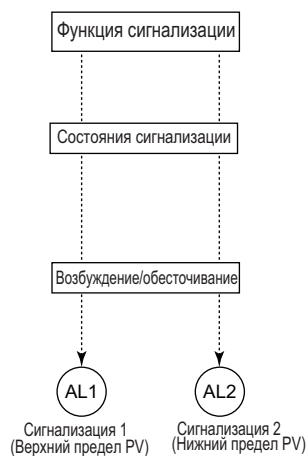 Функция сигнализации
Состояния сигнализации
Возбуждение/обесточивание
AL1
AL2
Сигнализация 1
(Верхний предел PV)
Сигнализация 2
(Нижний предел PV)